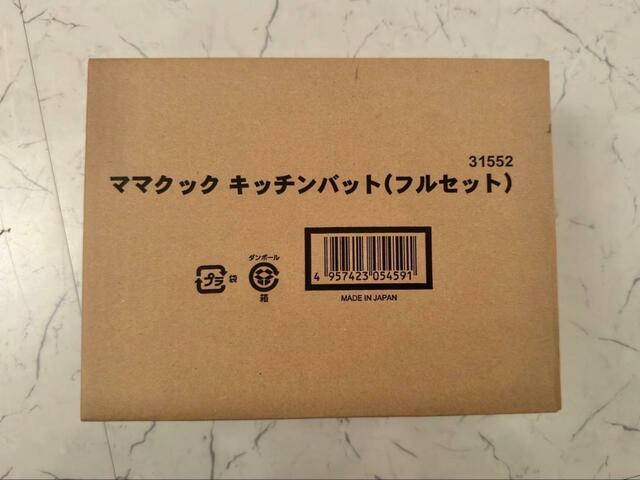 31552
ママクック キッチンバット(フルセット)
ダンボール
プラ 袋
箱
4 957423 054591
MADE IN JAPAN